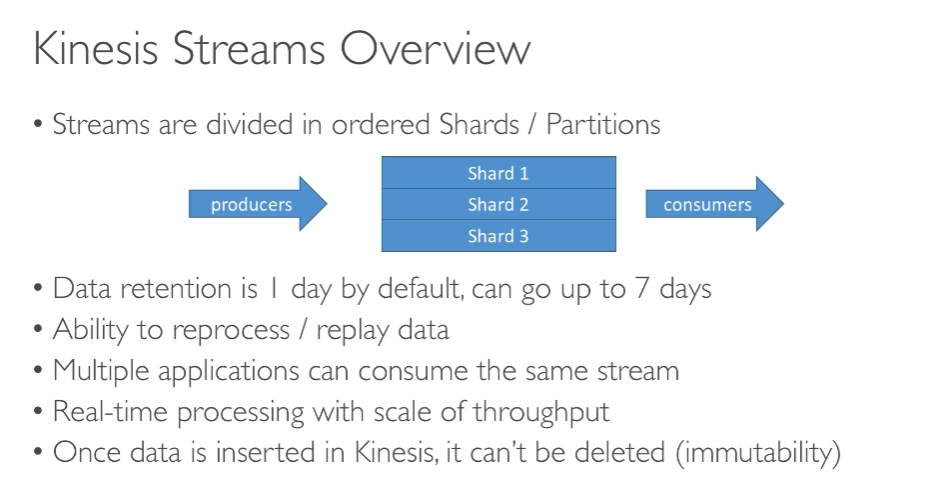 Kinesis Streams Overview
• Streams are divided in ordered Shards / Partitions
producers
Shard 1
Shard 2
Shard 3
consumers
• Data retention is 1 day by default, can go up to 7 days
• Ability to reprocess / replay data
• Multiple applications can consume the same stream
• Real-time processing with scale of throughput
• Once data is inserted in Kinesis, it can't be deleted (immutability)